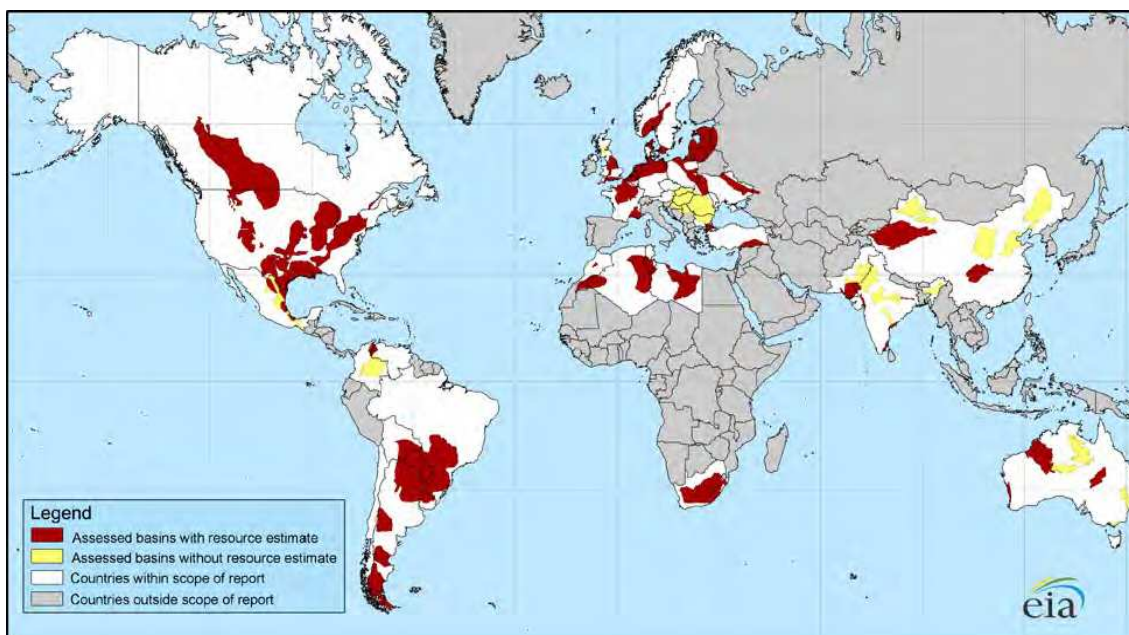 Legend
Assessed basins with resource estimate
Assessed basins without resource estimate
Countries within scope of report
Countries outside scope of report
eia